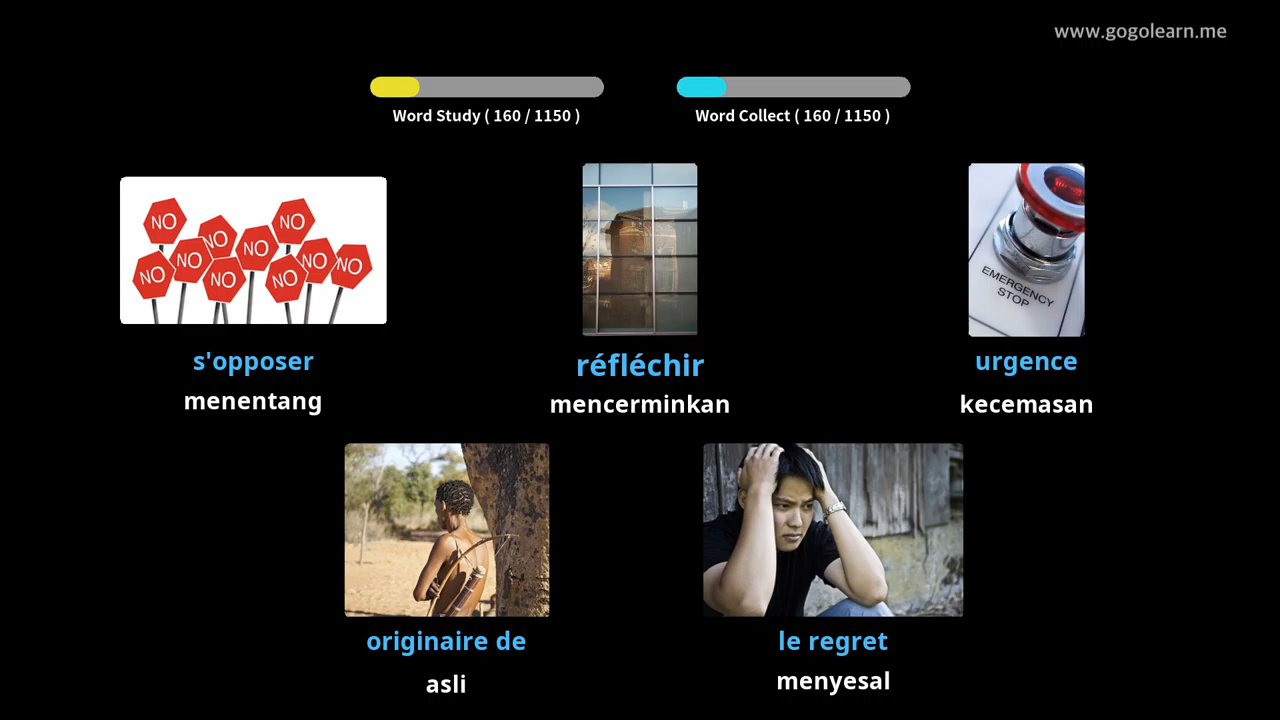 www.gogolearn.me
Word Study ( 160 / 1150 )
Word Collect ( 160 / 1150 )
NO
NO
NO
NO
NO
NO
NO
NO
NO
NO
EMERGENCY
STOP
s'opposer
réfléchir
urgence
menentang
mencerminkan
kecemasan
originaire de
le regret
asli
menyesal